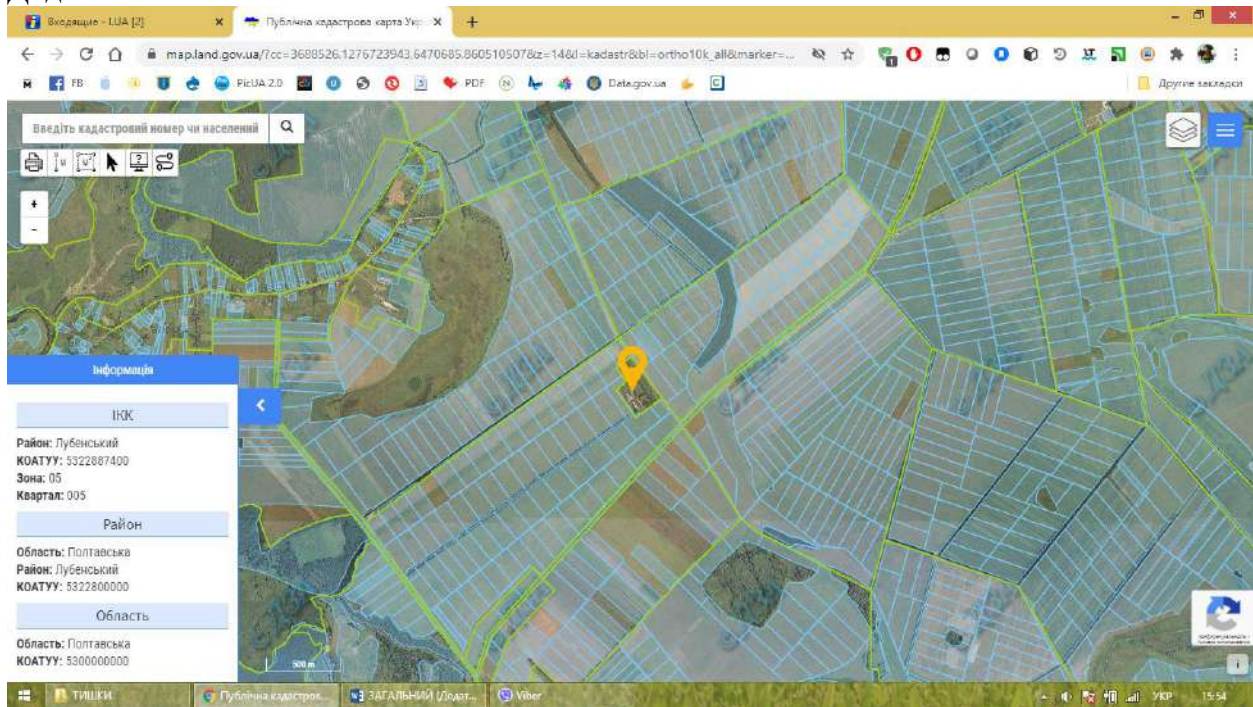 Входящие - I.UA [2]
Публічна кадастрова карта Укр
map.land.gov.ua/?cc=3688526.1276723943,6470685.860510507&z=14&l=kadastr&bl=ortho10k_all&marker=...
FB
PicUA 2.0
PDF
Data.gov.ua
Другие закладки
Введіть кадастровий номер чи населений
+
-
Інформація
ІКК
Район: Лубенський
КОАТУУ: 5322887400
Зона: 05
Квартал: 005
Район
Область: Полтавська
Район: Лубенський
КОАТУУ: 5322800000
Область
Область: Полтавська
КОАТУУ: 5300000000
500 m
ТИШКИ
Публічна кадастров...
ЗАГАЛЬНИЙ (Додат...
Viber
УКР
15:54